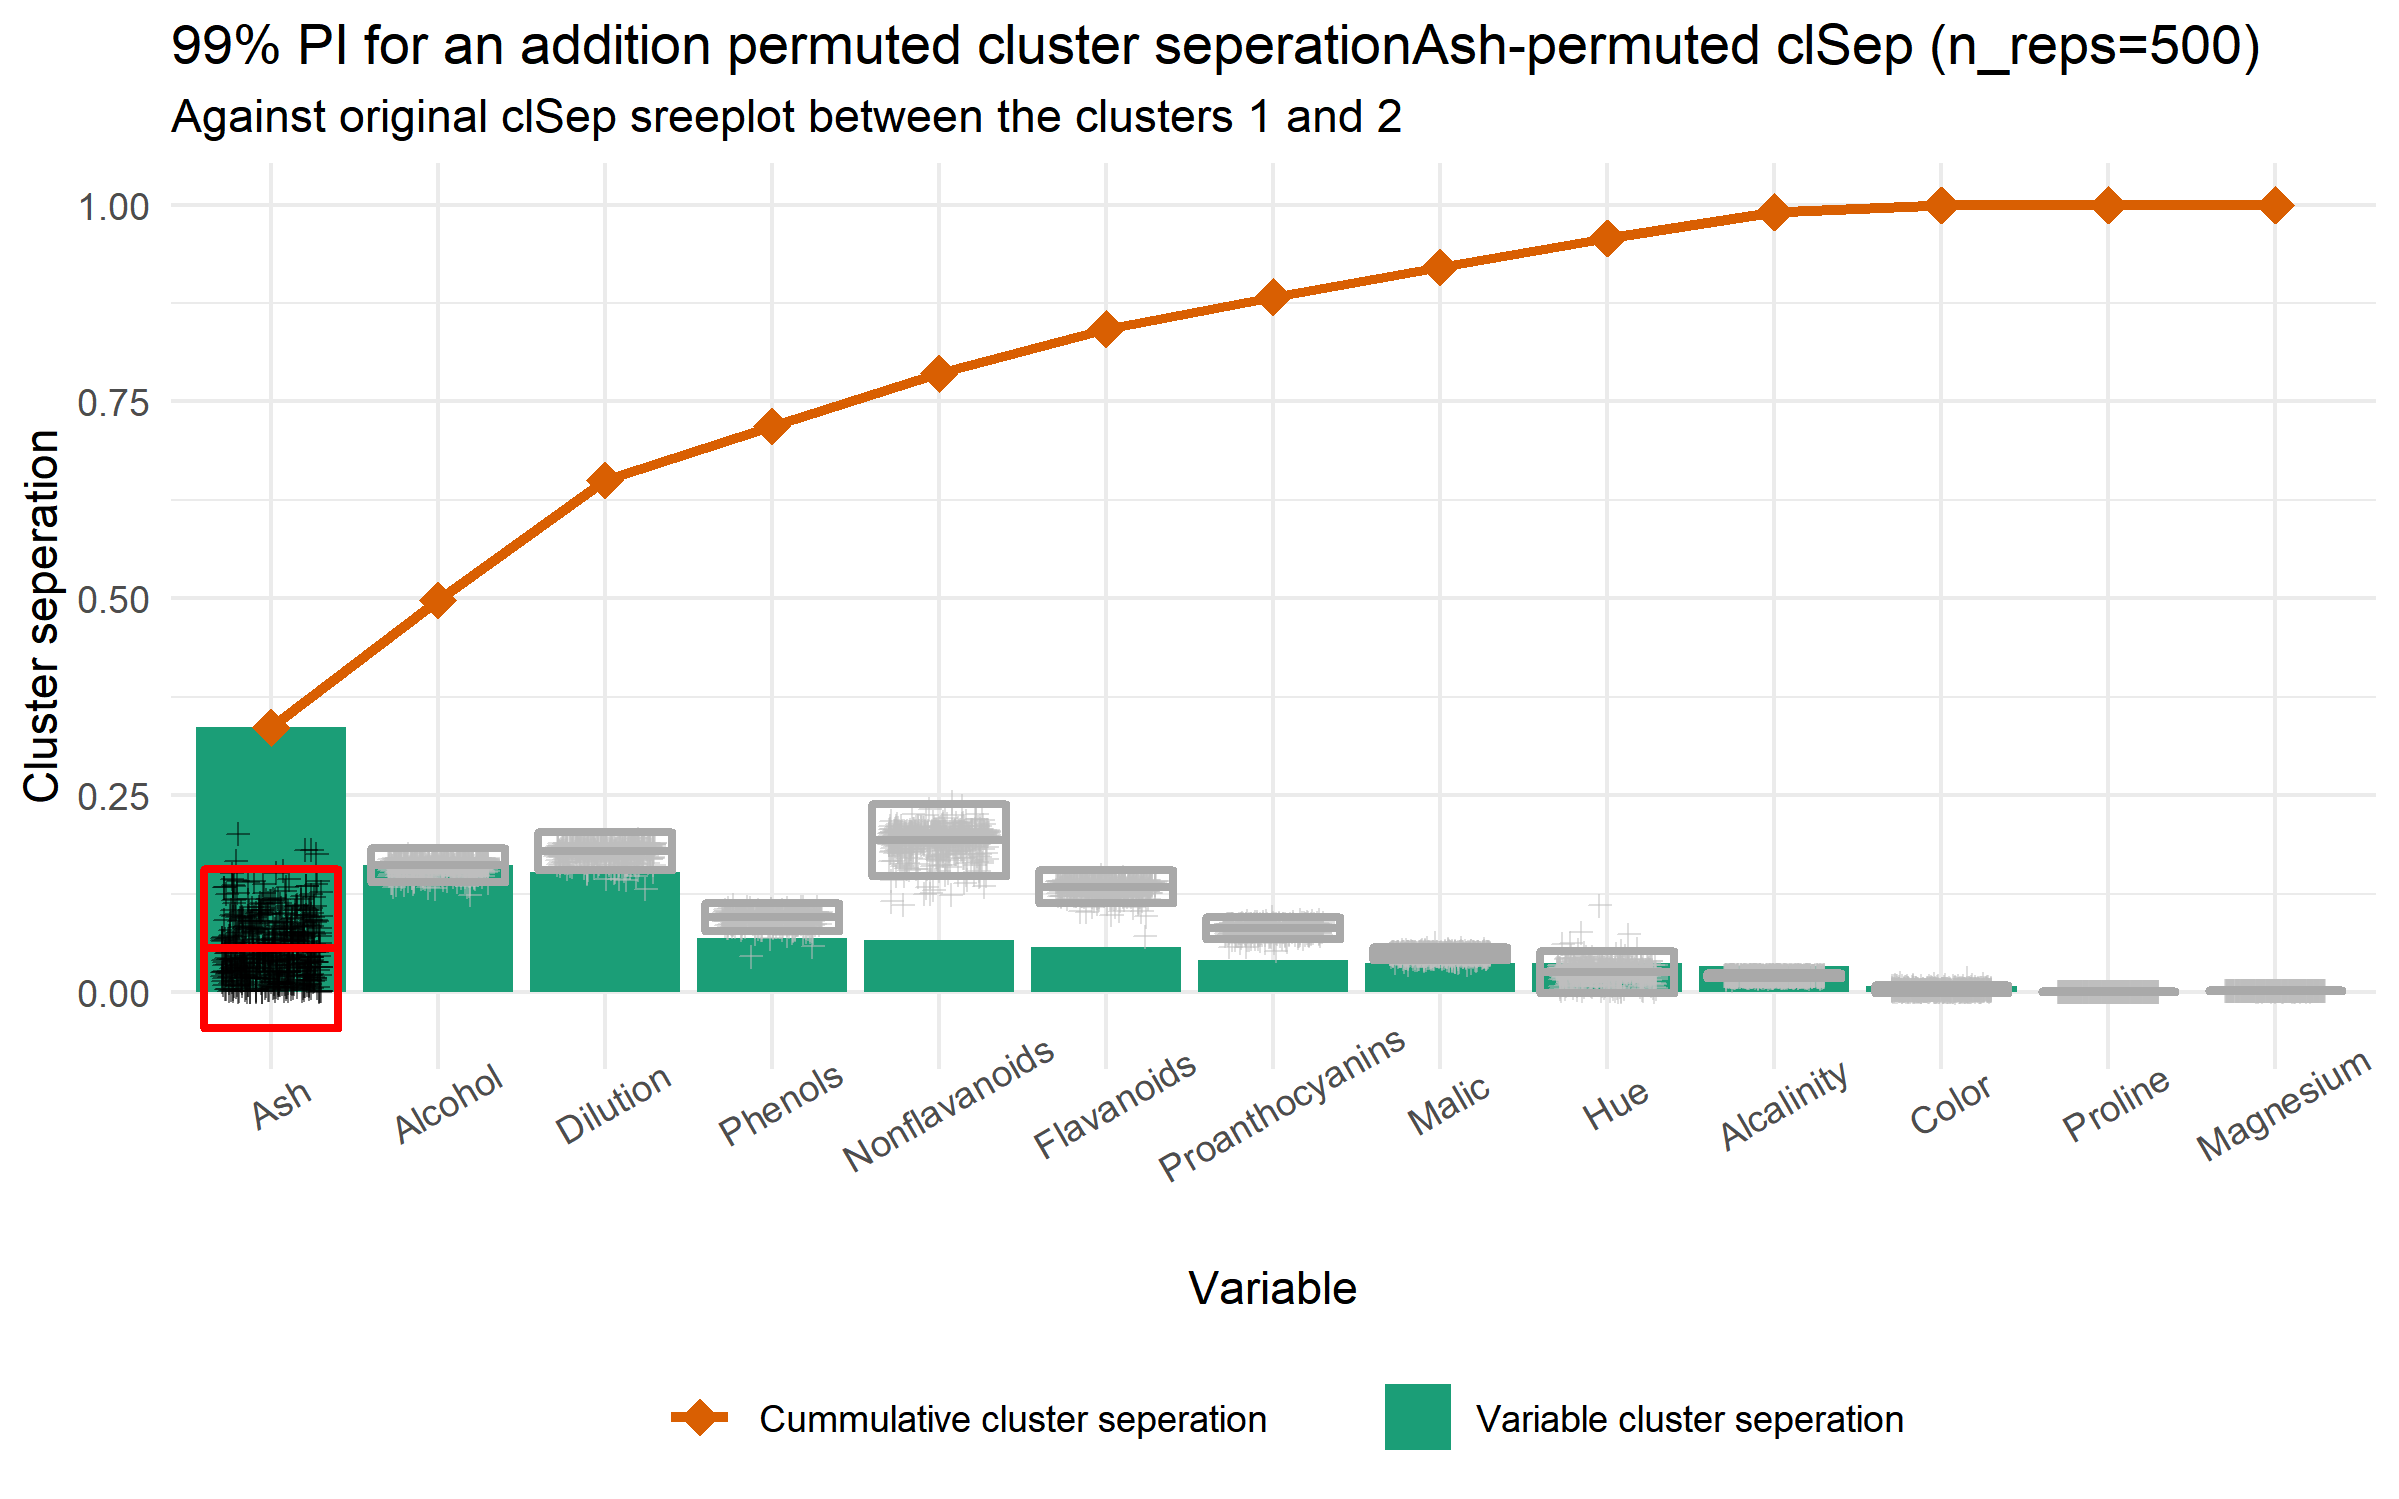 99% PI for an addition permuted cluster seperationAsh-permuted clSep (n_reps=500)
Against original clSep sreeplot between the clusters 1 and 2
Cluster seperation
1.00
0.75
0.50
0.25
0.00
Ash
Alcohol
Dilution
Phenols
Nonflavanoids
Flavanoids
Proanthocyanins
Malic
Hue
Alcalinity
Color
Proline
Magnesium
Variable
Cummulative cluster seperation
Variable cluster seperation